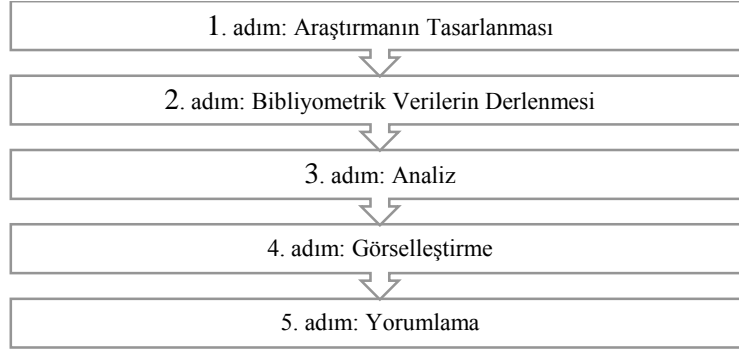 1. adım: Araştırmanın Tasarlanması
2. adım: Bibliyometrik Verilerin Derlenmesi
3. adım: Analiz
4. adım: Görselleştirme
5. adım: Yorumlama